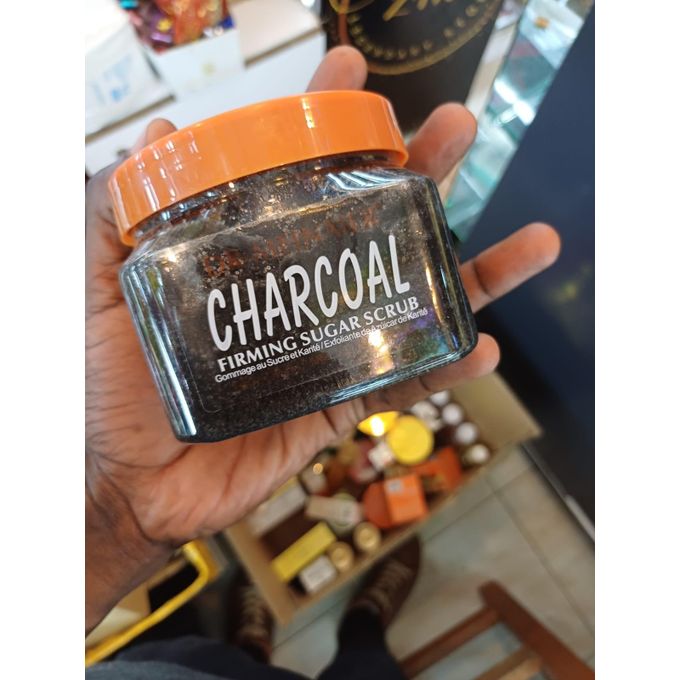 CHARCOAL
FIRMING SUGAR SCRUB
Gommage au Sucre et Karité / Exfoliante de Azúcar de Karité